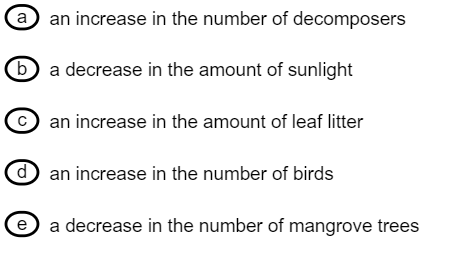 a an increase in the number of decomposers
b a decrease in the amount of sunlight
c an increase in the amount of leaf litter
d an increase in the number of birds
e a decrease in the number of mangrove trees